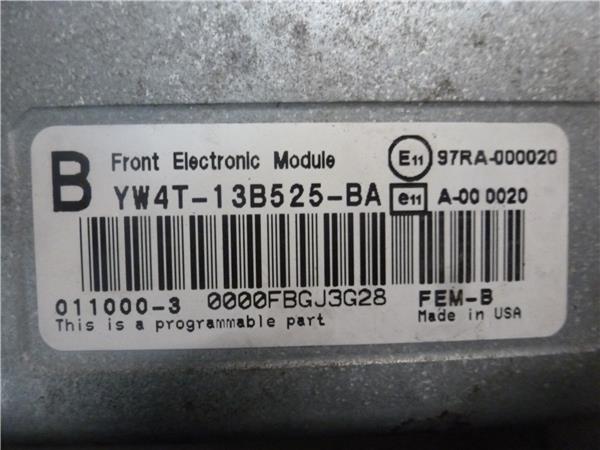 B Front Electronic Module E11 97RA-000020
YW4T-13B525-BA e11 A-00 0020
011000-3 0000FBGJ3G28 FEM-B
This is a programmable part Made in USA